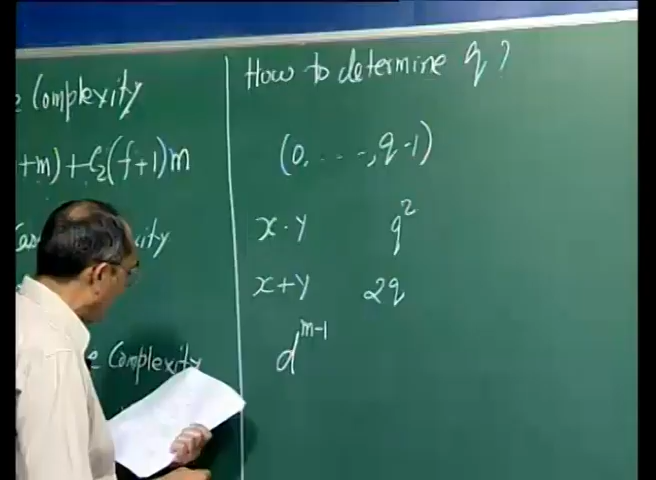 Complexity
+m)+C₂(f+1)m
ity
Complexity
How to determine q?
(0, ..., q-1)
x·y q²
x+y 2q
d^{m-1}